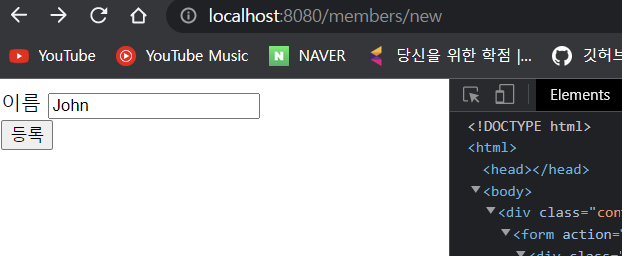 localhost:8080/members/new
YouTube YouTube Music N NAVER 당신을 위한 학점 |... 깃허브
이름 John
등록
Elements
<!DOCTYPE html>
<html>
<head></head>
<body>
<div class="con
<form action="
<div class="